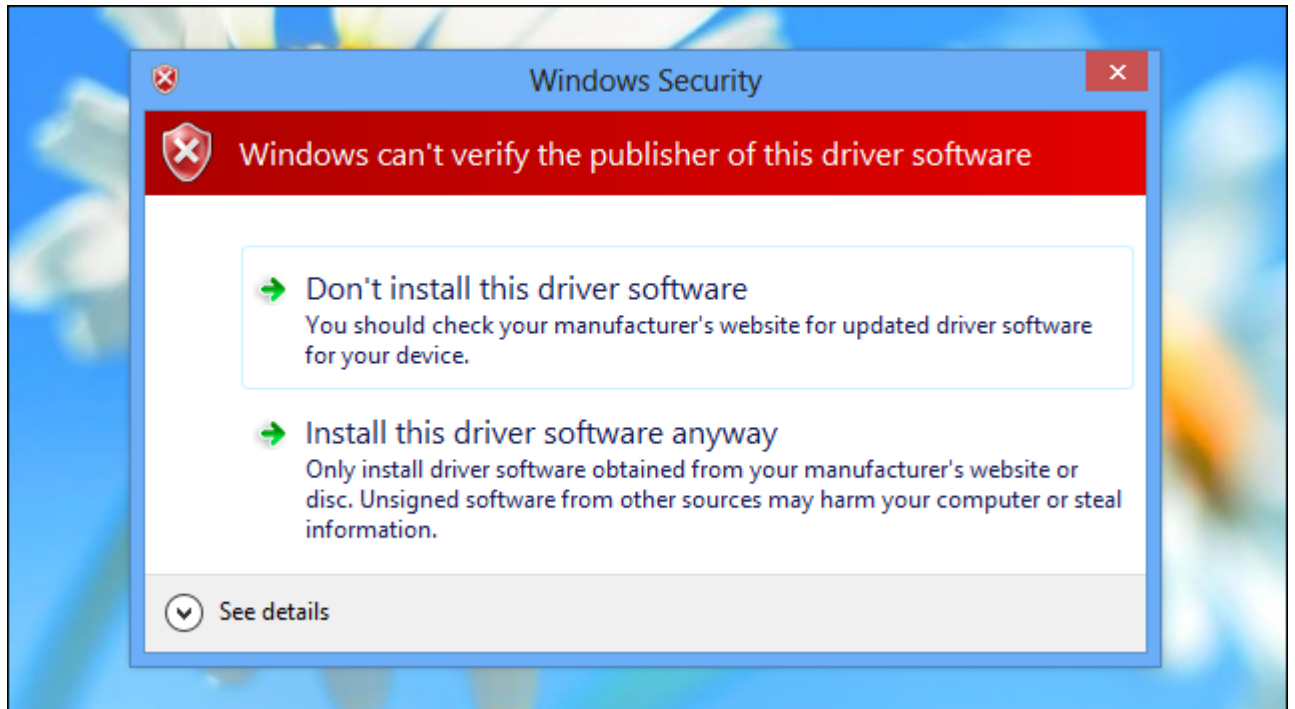 Windows Security
Windows can't verify the publisher of this driver software
Don't install this driver software
You should check your manufacturer's website for updated driver software
for your device.
Install this driver software anyway
Only install driver software obtained from your manufacturer's website or
disc. Unsigned software from other sources may harm your computer or steal
information.
See details